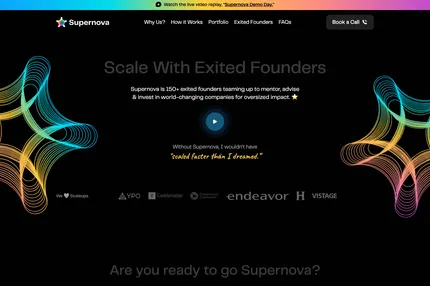 Watch the live video replay, "Supernova Demo Day."
Supernova
Why Us? How it Works Portfolio Exited Founders FAQs
Book a Call
Scale With Exited Founders
Supernova is 150+ exited founders teaming up to mentor, advise
& invest in world-changing companies for oversized impact.
Without Supernova, I wouldn't have
"scaled faster than I dreamed."
We Scaleups
YPO
endeavor
H
VISTAGE
Are you ready to go Supernova?